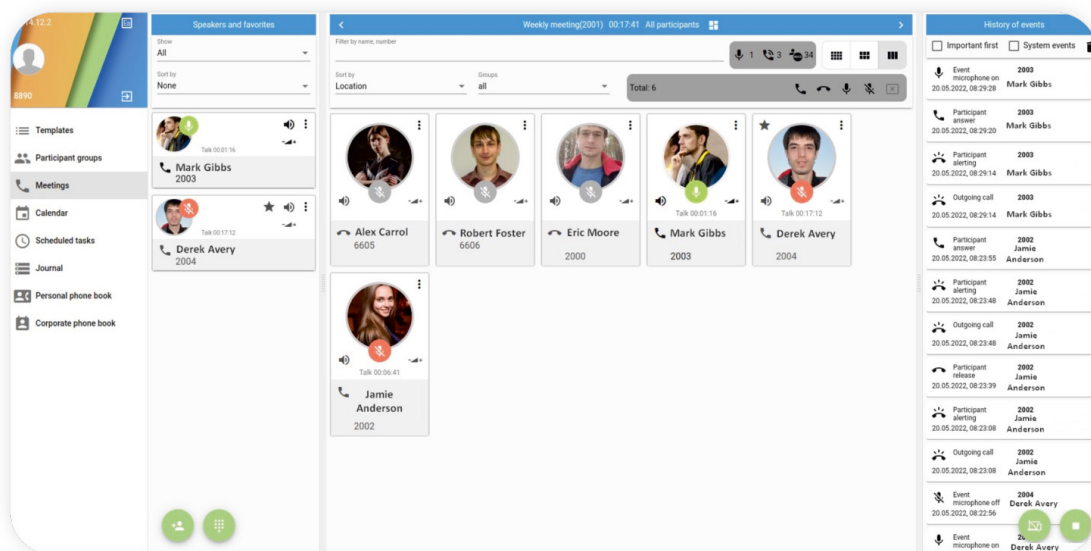 14.12.2
8890
Templates
Participant groups
Meetings
Calendar
Scheduled tasks
Journal
Personal phone book
Corporate phone book
Speakers and favorites
Show
All
Sort by
None
Talk 00:01:16
Mark Gibbs
2003
Talk 00:17:12
Derek Avery
2004
Weekly meeting(2001) 00:17:41 All participants
Filter by name, number
1 3 34
Sort by
Location
Groups
all
Total: 6
Alex Carrol
6605
Robert Foster
6606
Eric Moore
2000
Talk 00:01:16
Mark Gibbs
2003
Talk 00:17:12
Derek Avery
2004
Talk 00:06:41
Jamie
Anderson
2002
History of events
Important first System events
Event 2003
microphone on Mark Gibbs
20.05.2022, 08:29:28
Participant 2003
answer Mark Gibbs
20.05.2022, 08:29:20
Participant 2003
alerting
20.05.2022, 08:29:14 Mark Gibbs
Outgoing call 2003
20.05.2022, 08:29:14 Mark Gibbs
Participant 2002
answer Jamie
20.05.2022, 08:23:55 Anderson
Participant 2002
alerting Jamie
20.05.2022, 08:23:48 Anderson
Outgoing call 2002
Jamie
20.05.2022, 08:23:48 Anderson
Participant 2002
release Jamie
20.05.2022, 08:23:39 Anderson
Participant 2002
alerting Jamie
20.05.2022, 08:23:08 Anderson
Outgoing call 2002
Jamie
20.05.2022, 08:23:08 Anderson
Event 2004
microphone off Derek Avery
20.05.2022, 08:22:56
Event
microphone on Derek Avery